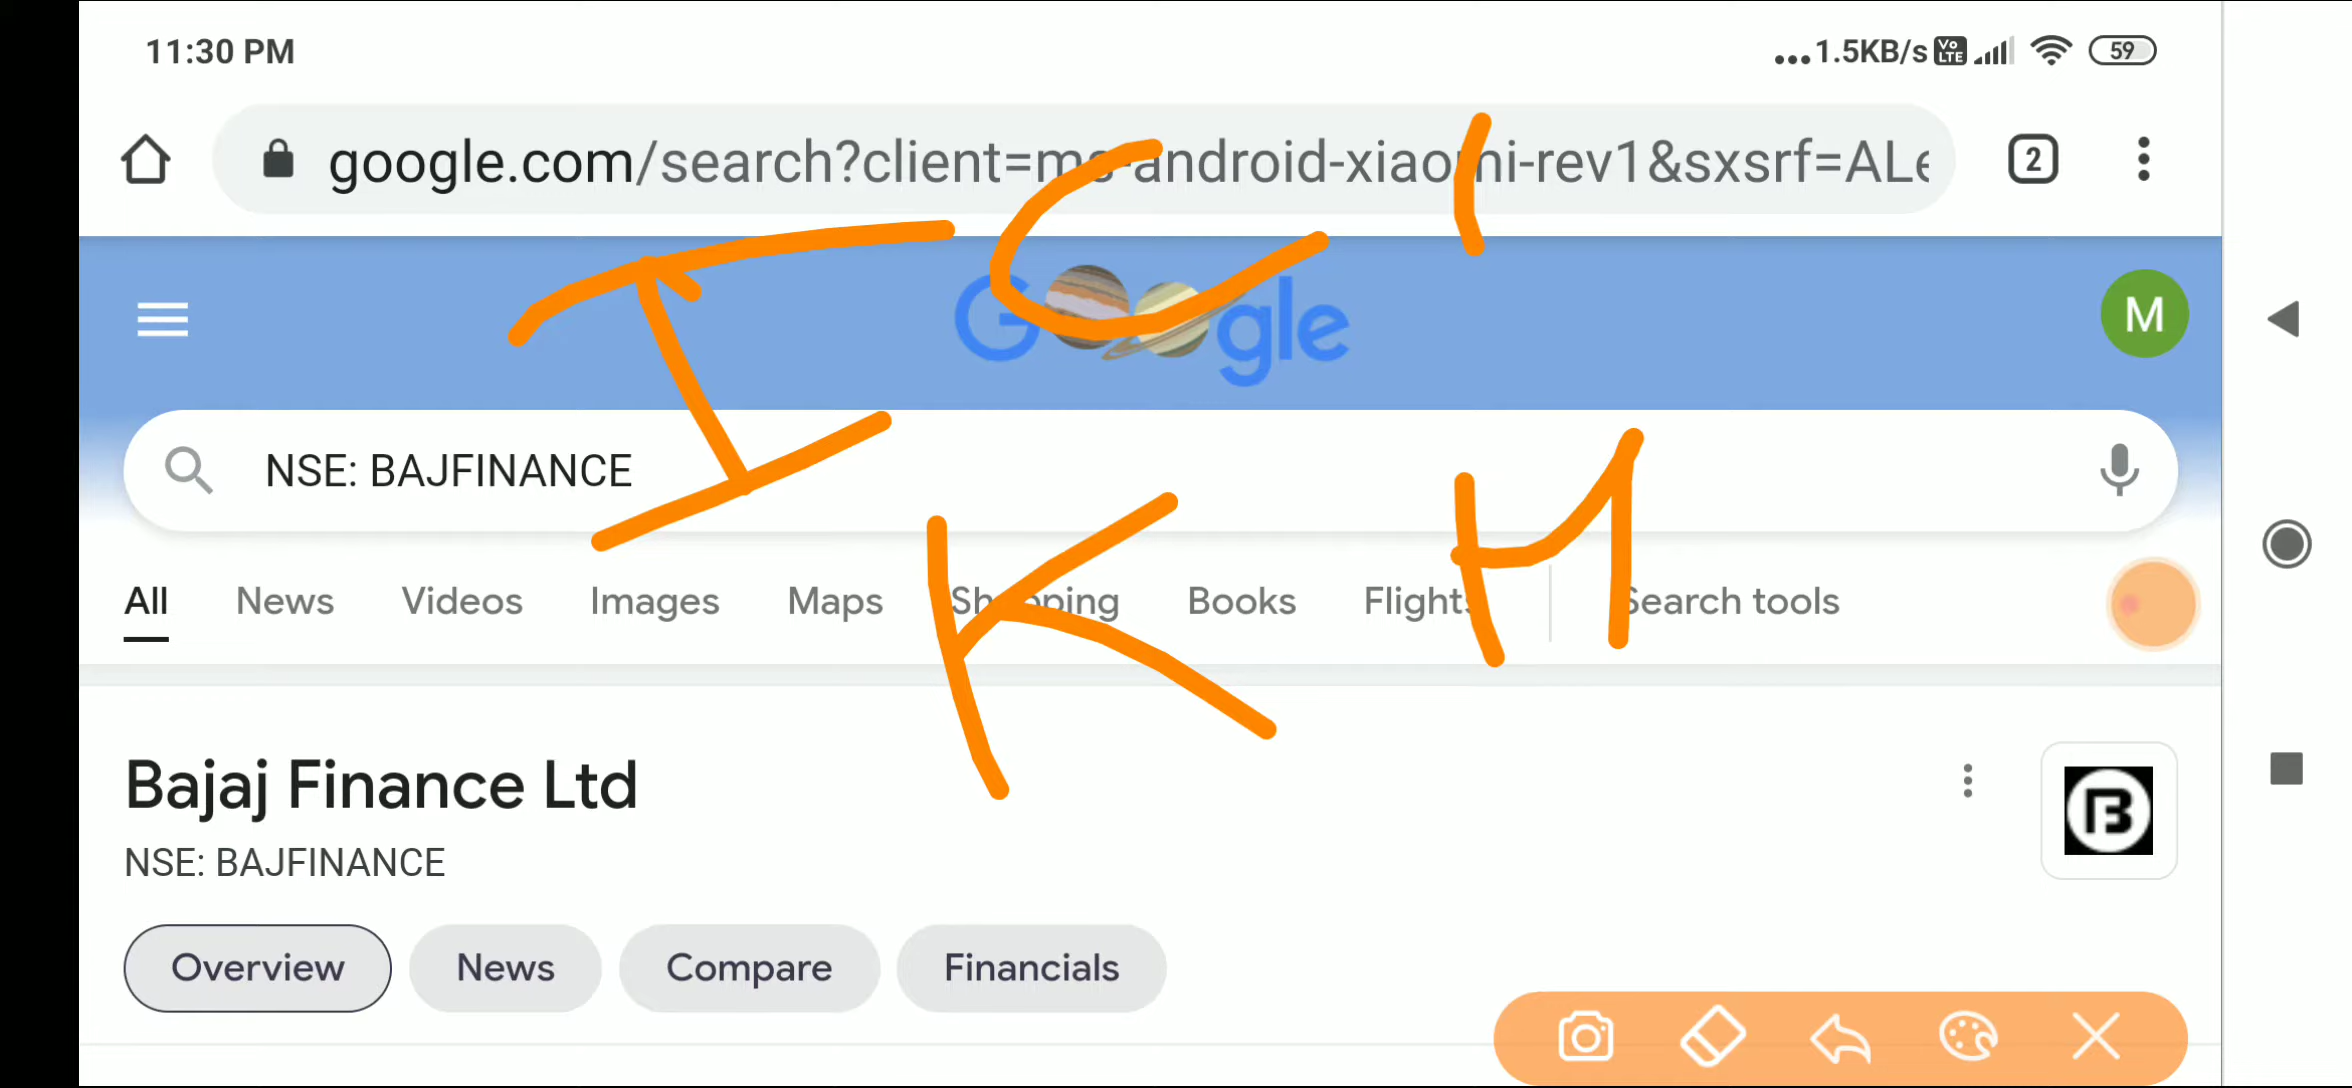 11:30 PM
...1.5KB/s Vo LTE 59
google.com/search?client=ms-android-xiaomi-rev1&sxsrf=ALe
2
Google
M
I C I
NSE: BAJFINANCE
K H
All News Videos Images Maps Shopping Books Flights Search tools
Bajaj Finance Ltd
B
NSE: BAJFINANCE
Overview News Compare Financials